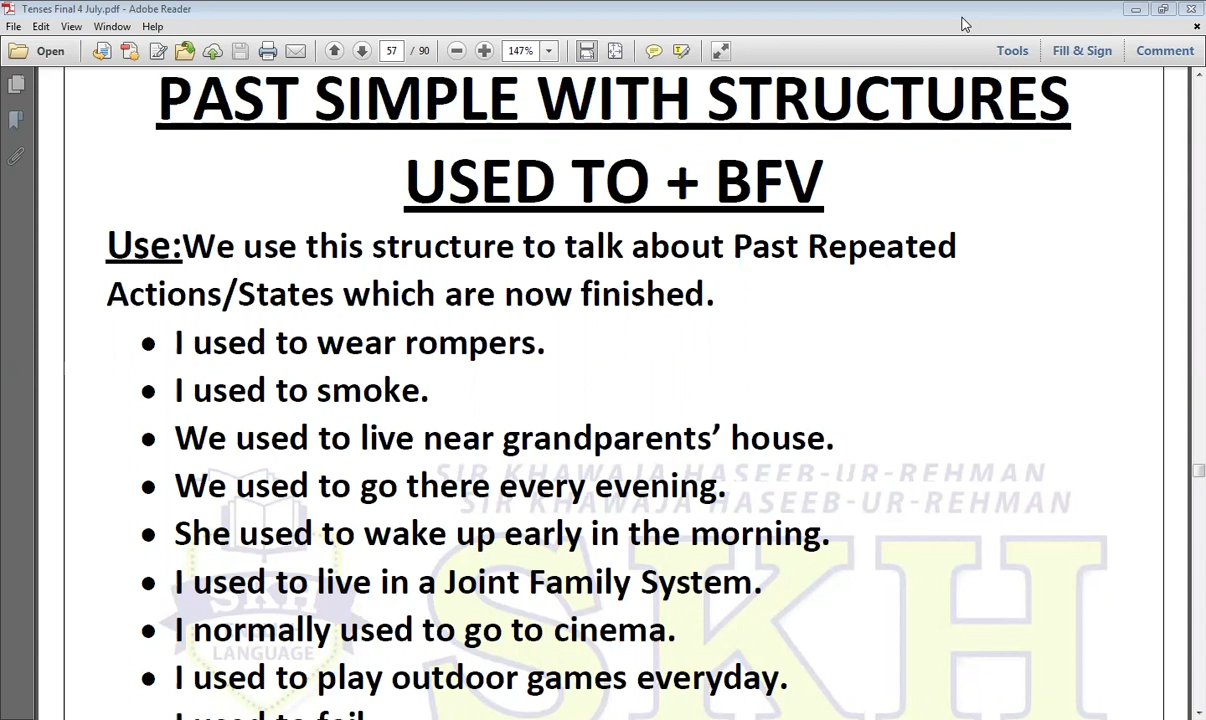 Tenses Final 4 July.pdf - Adobe Reader
File Edit View Window Help
Open 57 / 90 147% Tools Fill & Sign Comment
PAST SIMPLE WITH STRUCTURES
USED TO + BFV
Use:We use this structure to talk about Past Repeated
Actions/States which are now finished.
• I used to wear rompers.
• I used to smoke.
• We used to live near grandparents’ house.
SIR KHAWAJA HASEEB-UR-REHMAN
• We used to go there every evening.
SIR KHAWAJA HASEEB-UR-REHMAN
• She used to wake up early in the morning.
• I used to live in a Joint Family System.
SKH
• I normally used to go to cinema.
LANGUAGE
• I used to play outdoor games everyday.
SKH
I used to fail